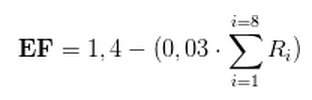 EF = 1,4 − (0,03 · ∑_{i=1}^{i=8} R_i)